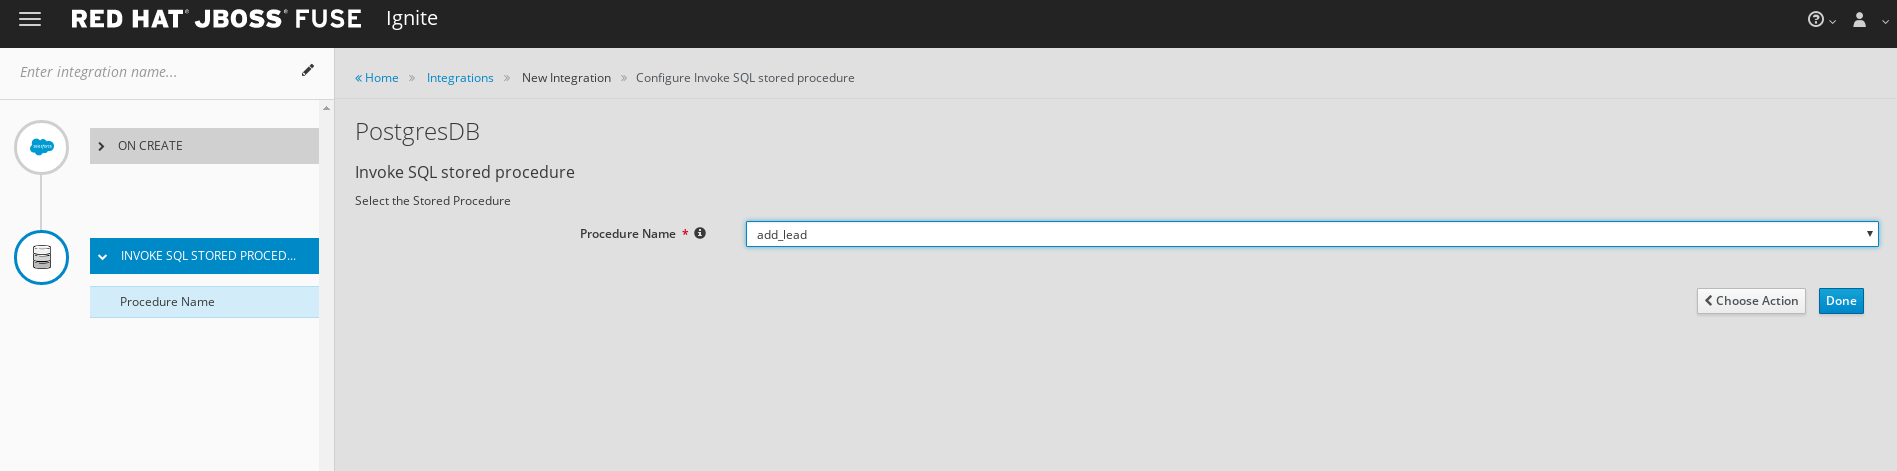 RED HAT® JBOSS® FUSE Ignite
Enter integration name...
« Home » Integrations » New Integration » Configure Invoke SQL stored procedure
ON CREATE
INVOKE SQL STORED PROCED...
Procedure Name
PostgresDB
Invoke SQL stored procedure
Select the Stored Procedure
Procedure Name * add_lead
Choose Action Done